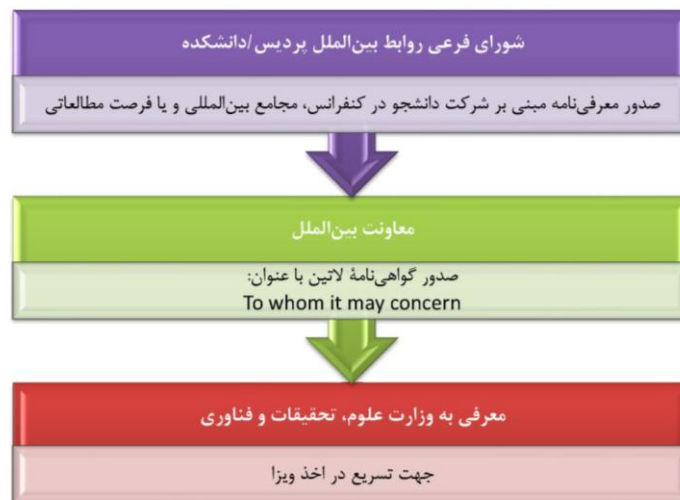 شورای فرعی روابط بین‌الملل پردیس/دانشکده
صدور معرفی‌نامه مبنی بر شرکت دانشجو در کنفرانس، مجامع بین‌المللی و یا فرصت مطالعاتی
معاونت بین‌الملل
صدور گواهی‌نامهٔ لاتین با عنوان:
To whom it may concern
معرفی به وزارت علوم، تحقیقات و فناوری
جهت تسریع در اخذ ویزا